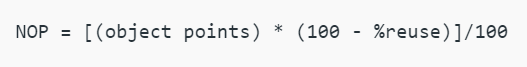 NOP = [(object points) * (100 - %reuse)]/100